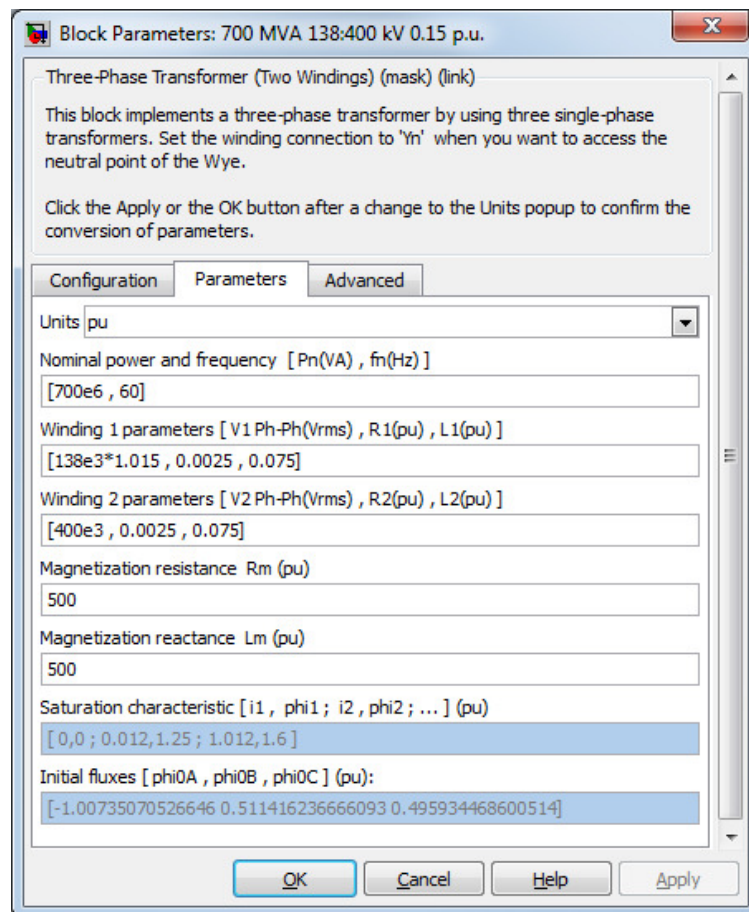 Block Parameters: 700 MVA 138:400 kV 0.15 p.u.
Three-Phase Transformer (Two Windings) (mask) (link)
This block implements a three-phase transformer by using three single-phase
transformers. Set the winding connection to 'Yn' when you want to access the
neutral point of the Wye.
Click the Apply or the OK button after a change to the Units popup to confirm the
conversion of parameters.
Configuration Parameters Advanced
Units pu
Nominal power and frequency [ Pn(VA) , fn(Hz) ]
[700e6 , 60]
Winding 1 parameters [ V1 Ph-Ph(Vrms) , R1(pu) , L1(pu) ]
[138e3*1.015 , 0.0025 , 0.075]
Winding 2 parameters [ V2 Ph-Ph(Vrms) , R2(pu) , L2(pu) ]
[400e3 , 0.0025 , 0.075]
Magnetization resistance Rm (pu)
500
Magnetization reactance Lm (pu)
500
Saturation characteristic [ i1 , phi1 ; i2 , phi2 ; ... ] (pu)
[ 0,0 ; 0.012,1.25 ; 1.012,1.6 ]
Initial fluxes [ phi0A , phi0B , phi0C ] (pu):
[-1.00735070526646 0.511416236666093 0.495934468600514]
OK Cancel Help Apply